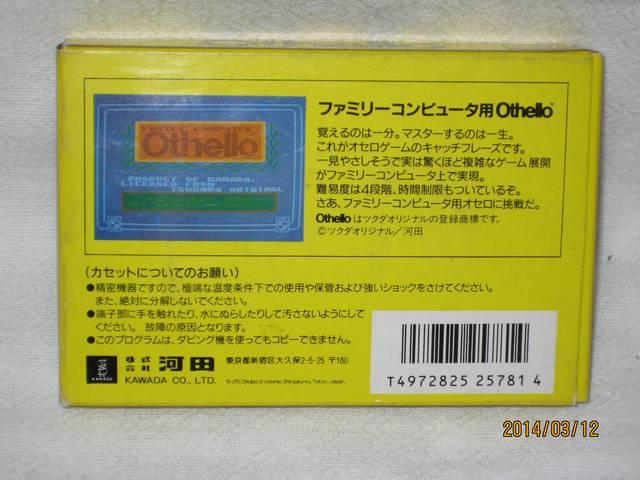 FAMILY COMPUTER
Othello
PRODUCT OF KAWADA.
LICENSED FROM
TSUKUDA ORIGINAL
ファミリーコンピュータ用Othello
覚えるのは一分。マスターするのは一生。
これがオセロゲームのキャッチフレーズです。
一見やさしそうで実は驚くほど複雑なゲーム展開
がファミリーコンピュータ上で実現。
難易度は4段階、時間制限もついているぞ。
さあ、ファミリーコンピュータ用オセロに挑戦だ。
Othelloはツクダオリジナルの登録商標です。
©ツクダオリジナル/河田
(カセットについてのお願い)
●精密機器ですので、極端な温度条件下での使用や保管および強いショックをさけてください。
また、絶対に分解しないでください。
●端子部に手を触れたり、水にぬらしたりして汚さないようにして
ください。故障の原因となります。
●このプログラムは、ダビング機を使ってもコピーできません。
KAWADA
株式会社 河田 東京都新宿区大久保2-5-25 〒160
KAWADA CO., LTD. 5-25, Okubo 2-chome, Shinjuku-ku, Tokyo, Japan.
T4972825 257814
2014/03/12